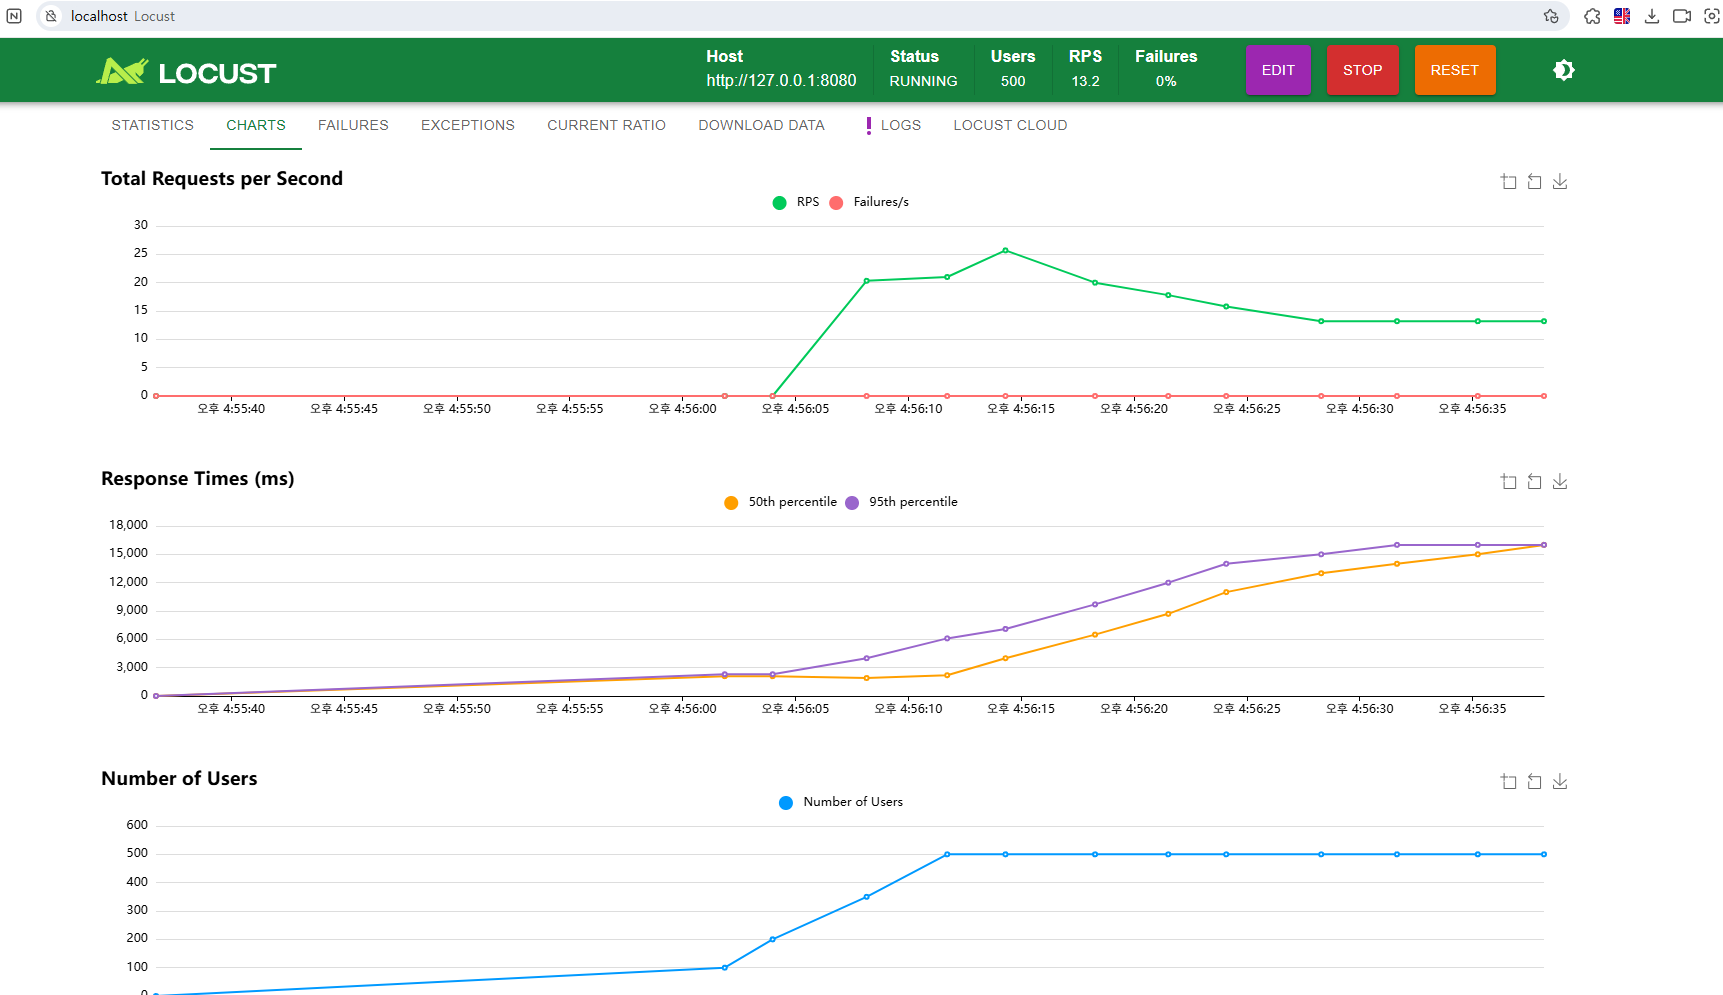 N
localhost Locust
LOCUST
Host
http://127.0.0.1:8080
Status
RUNNING
Users
500
RPS
13.2
Failures
0%
EDIT
STOP
RESET
STATISTICS
CHARTS
FAILURES
EXCEPTIONS
CURRENT RATIO
DOWNLOAD DATA
! LOGS
LOCUST CLOUD
Total Requests per Second
RPS Failures/s
30
25
20
15
10
5
0
오후 4:55:40 오후 4:55:45 오후 4:55:50 오후 4:55:55 오후 4:56:00 오후 4:56:05 오후 4:56:10 오후 4:56:15 오후 4:56:20 오후 4:56:25 오후 4:56:30 오후 4:56:35
Response Times (ms)
50th percentile 95th percentile
18,000
15,000
12,000
9,000
6,000
3,000
0
오후 4:55:40 오후 4:55:45 오후 4:55:50 오후 4:55:55 오후 4:56:00 오후 4:56:05 오후 4:56:10 오후 4:56:15 오후 4:56:20 오후 4:56:25 오후 4:56:30 오후 4:56:35
Number of Users
Number of Users
600
500
400
300
200
100
0